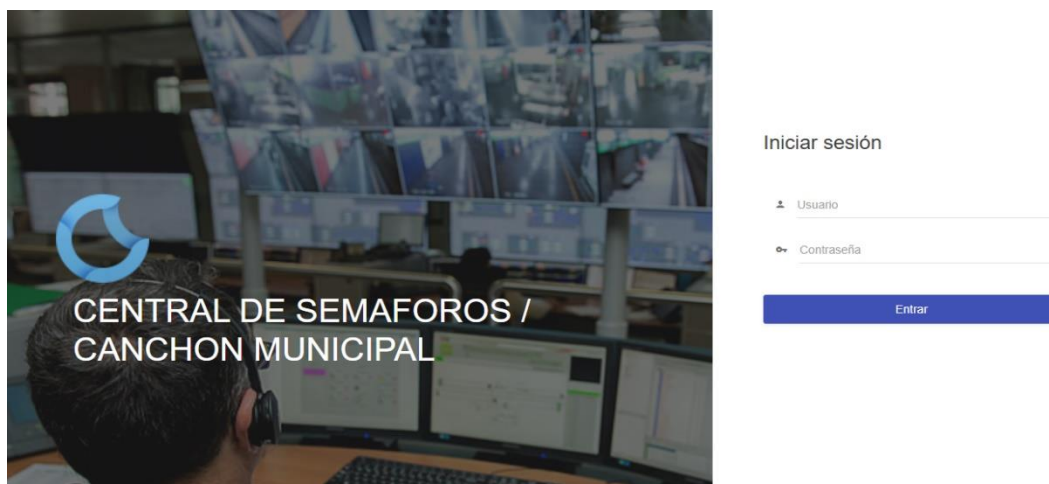 CENTRAL DE SEMAFOROS /
CANCHON MUNICIPAL
Iniciar sesión
Usuario
Contraseña
Entrar